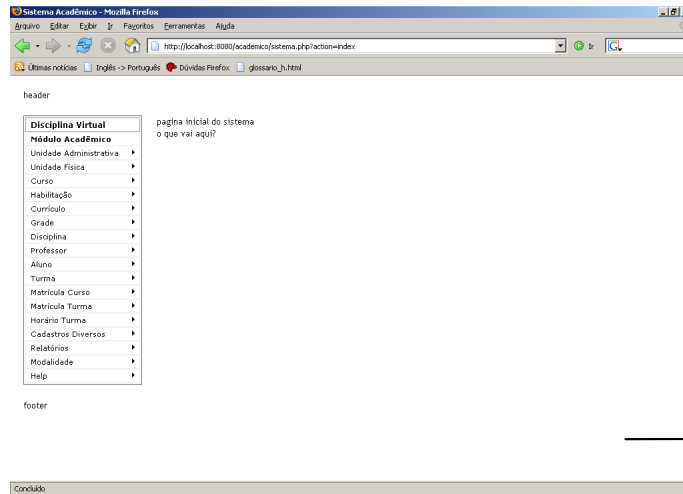 Sistema Acadêmico - Mozilla Firefox
Arquivo Editar Exibir Ir Favoritos Ferramentas Ajuda
http://localhost:8080/academico/sistema.php?action=index Ir G
Últimas notícias Inglês -> Português Dúvidas Firefox glossario_h.html
header
Disciplina Virtual
Módulo Acadêmico
Unidade Administrativa
Unidade Física
Curso
Habilitação
Currículo
Grade
Disciplina
Professor
Aluno
Turma
Matrícula Curso
Matrícula Turma
Horário Turma
Cadastros Diversos
Relatórios
Modalidade
Help
pagina inicial do sistema
o que vai aqui?
footer
Concluído